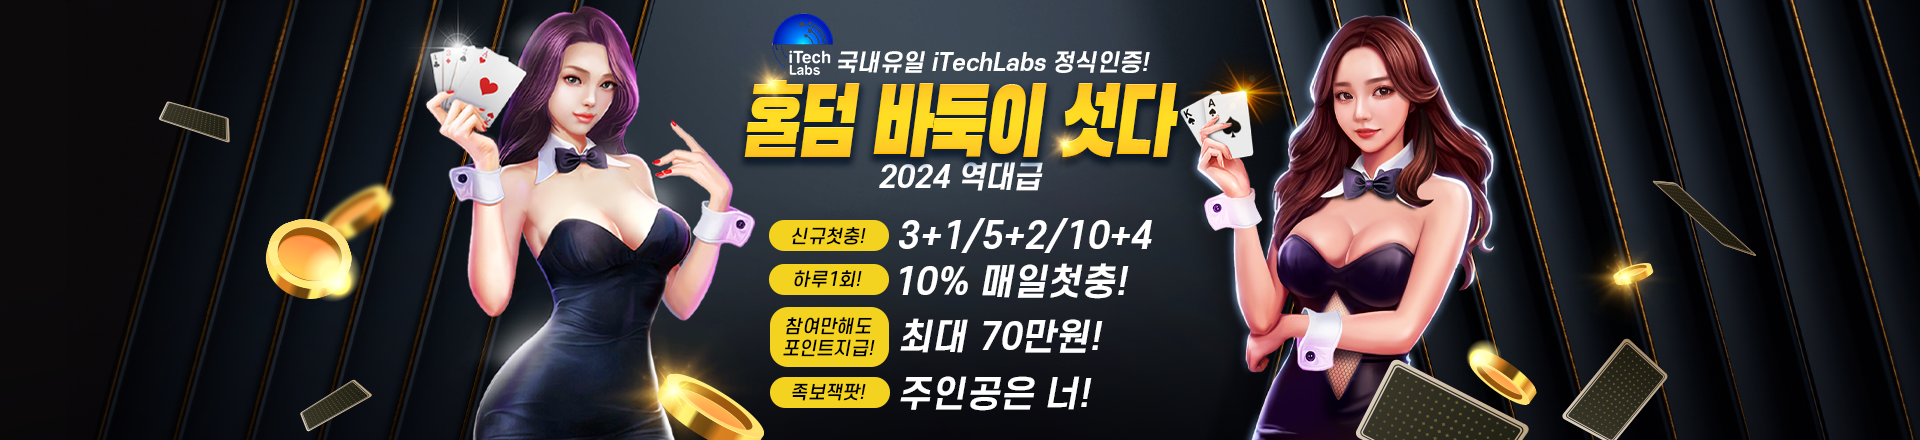 iTech
Labs
국내유일 iTechLabs 정식인증!
홀덤 바둑이 섯다
2024 역대급
신규첫충! 3+1/5+2/10+4
하루1회! 10% 매일첫충!
참여만해도
포인트지급! 최대 70만원!
족보잭팟! 주인공은 너!
A
K
A